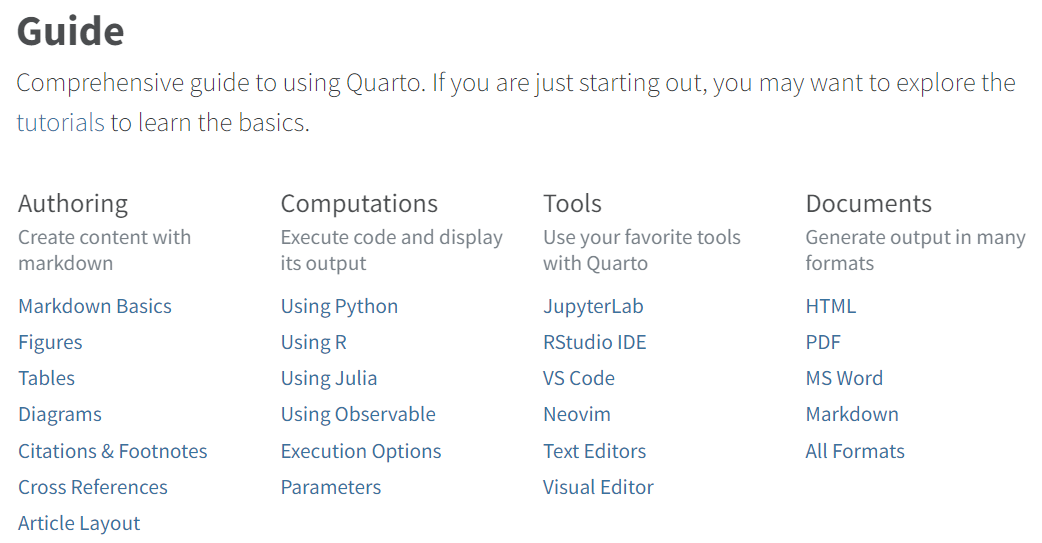 Guide
Comprehensive guide to using Quarto. If you are just starting out, you may want to explore the
tutorials to learn the basics.
Authoring
Create content with
markdown
Markdown Basics
Figures
Tables
Diagrams
Citations & Footnotes
Cross References
Article Layout
Computations
Execute code and display
its output
Using Python
Using R
Using Julia
Using Observable
Execution Options
Parameters
Tools
Use your favorite tools
with Quarto
JupyterLab
RStudio IDE
VS Code
Neovim
Text Editors
Visual Editor
Documents
Generate output in many
formats
HTML
PDF
MS Word
Markdown
All Formats